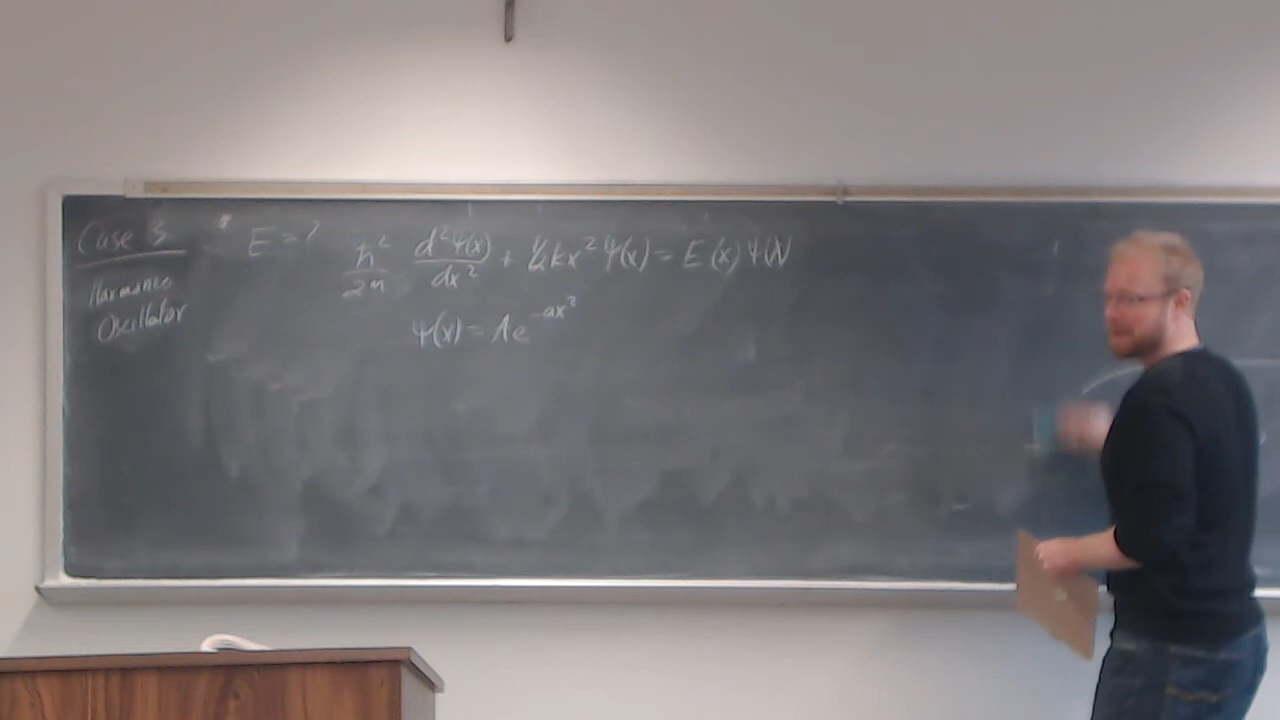 Case 3
Harmonic
Oscillator
E = ?
ħ²/2m d²Ψ(x)/dx² + ½kx²Ψ(x) = E(x)Ψ(x)
Ψ(x) = Ae^-ax²